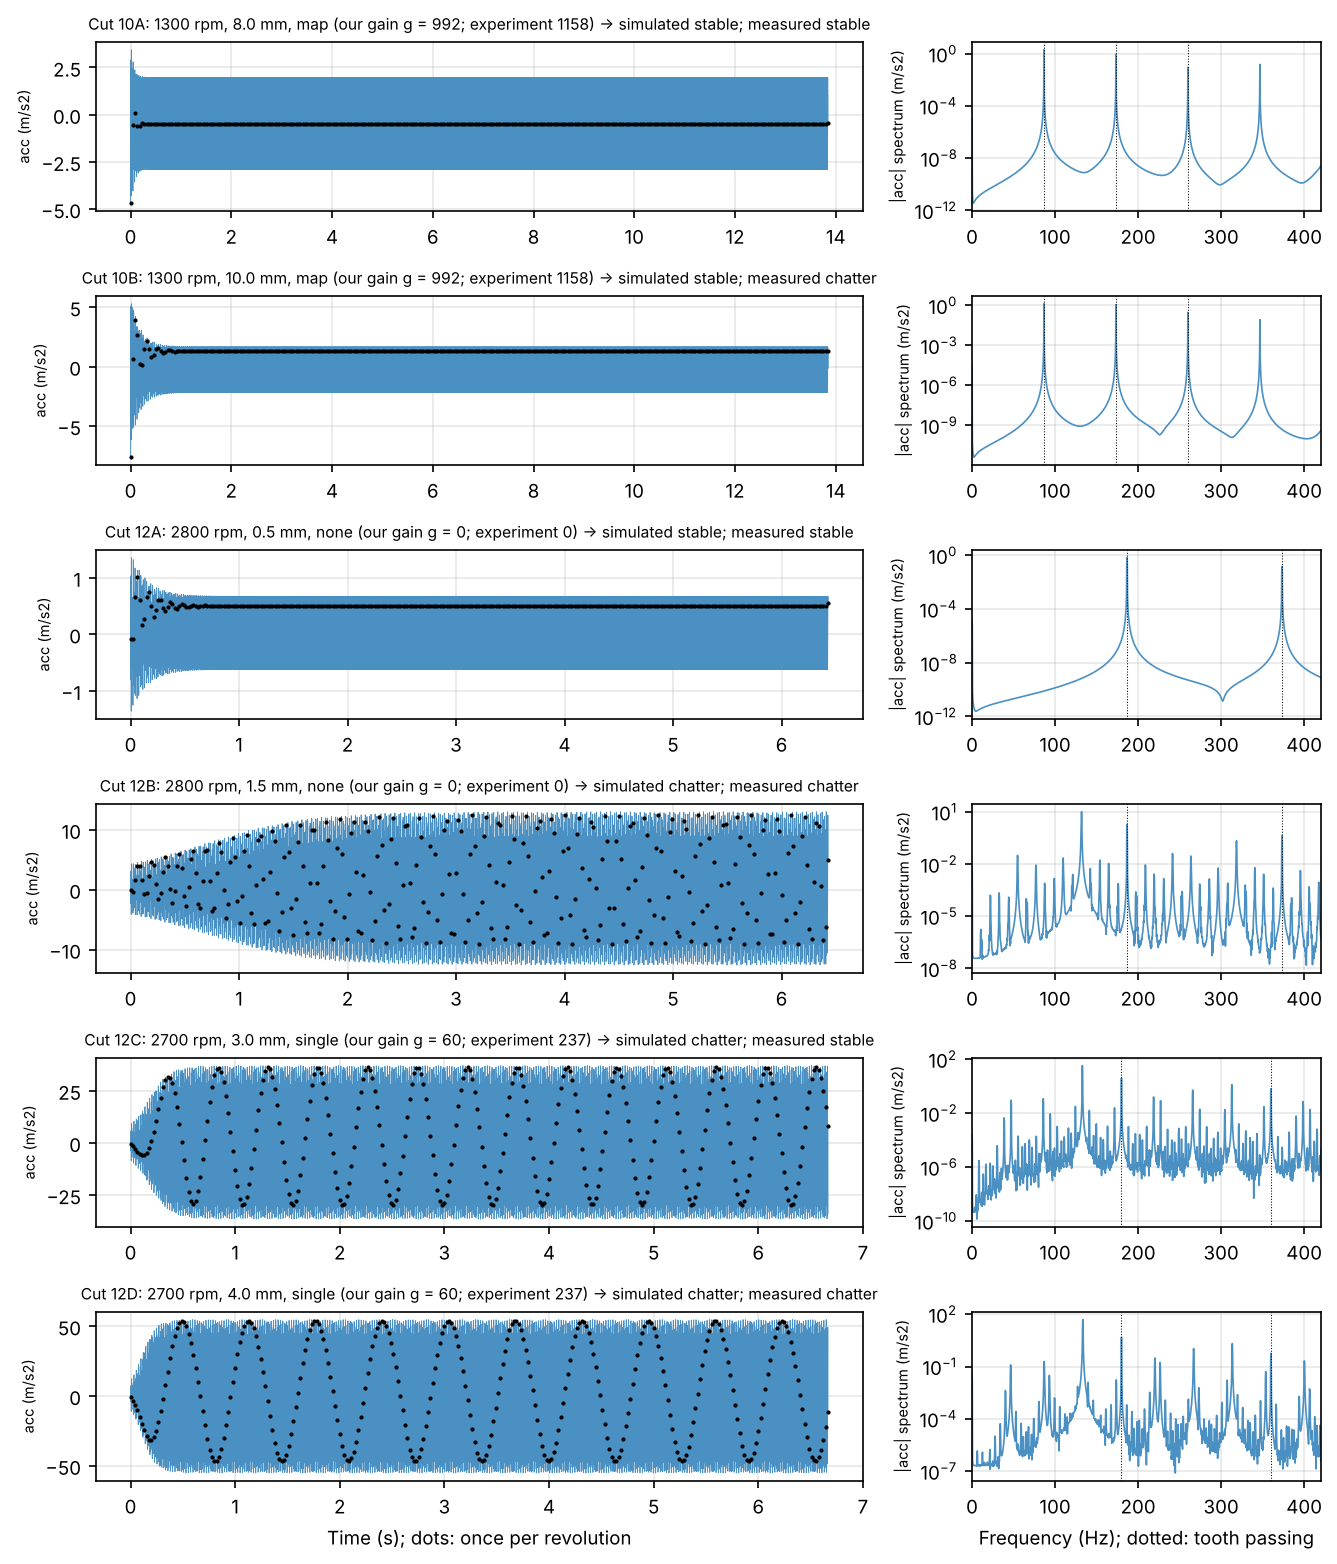 Cut 10A: 1300 rpm, 8.0 mm, map (our gain g = 992; experiment 1158) → simulated stable; measured stable
acc (m/s2)
2.5
0.0
−2.5
−5.0
0 2 4 6 8 10 12 14
|acc| spectrum (m/s2)
10⁰
10⁻⁴
10⁻⁸
10⁻¹²
0 100 200 300 400
Cut 10B: 1300 rpm, 10.0 mm, map (our gain g = 992; experiment 1158) → simulated stable; measured chatter
acc (m/s2)
5
0
−5
0 2 4 6 8 10 12 14
|acc| spectrum (m/s2)
10⁰
10⁻³
10⁻⁶
10⁻⁹
0 100 200 300 400
Cut 12A: 2800 rpm, 0.5 mm, none (our gain g = 0; experiment 0) → simulated stable; measured stable
acc (m/s2)
1
0
−1
0 1 2 3 4 5 6
|acc| spectrum (m/s2)
10⁰
10⁻⁴
10⁻⁸
10⁻¹²
0 100 200 300 400
Cut 12B: 2800 rpm, 1.5 mm, none (our gain g = 0; experiment 0) → simulated chatter; measured chatter
acc (m/s2)
10
0
−10
0 1 2 3 4 5 6
|acc| spectrum (m/s2)
10¹
10⁻²
10⁻⁵
10⁻⁸
0 100 200 300 400
Cut 12C: 2700 rpm, 3.0 mm, single (our gain g = 60; experiment 237) → simulated chatter; measured stable
acc (m/s2)
25
0
−25
0 1 2 3 4 5 6 7
|acc| spectrum (m/s2)
10²
10⁻²
10⁻⁶
10⁻¹⁰
0 100 200 300 400
Cut 12D: 2700 rpm, 4.0 mm, single (our gain g = 60; experiment 237) → simulated chatter; measured chatter
acc (m/s2)
50
0
−50
0 1 2 3 4 5 6 7
Time (s); dots: once per revolution
|acc| spectrum (m/s2)
10²
10⁻¹
10⁻⁴
10⁻⁷
0 100 200 300 400
Frequency (Hz); dotted: tooth passing